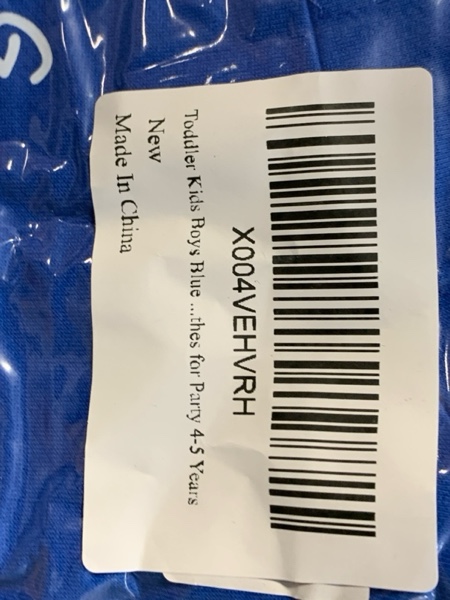 G
X004VEHVRH
Toddler Kids Boys Blue ...thes for Party 4-5 Years
New
Made In China